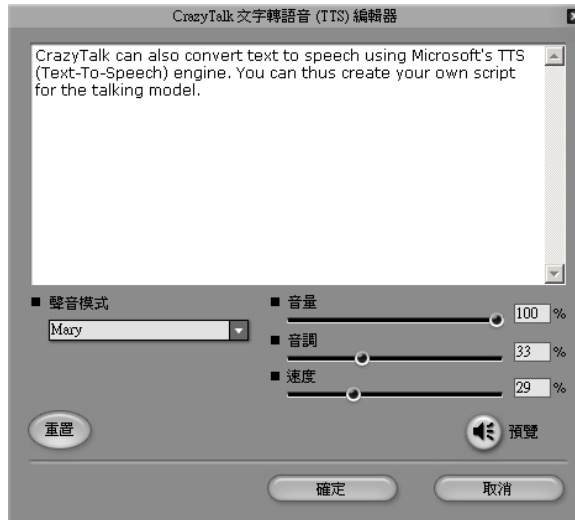 CrazyTalk 文字轉語音 (TTS) 編輯器
CrazyTalk can also convert text to speech using Microsoft's TTS
(Text-To-Speech) engine. You can thus create your own script
for the talking model.
聲音模式
Mary
音量
100 %
音調
33 %
速度
29 %
重置
預覽
確定
取消